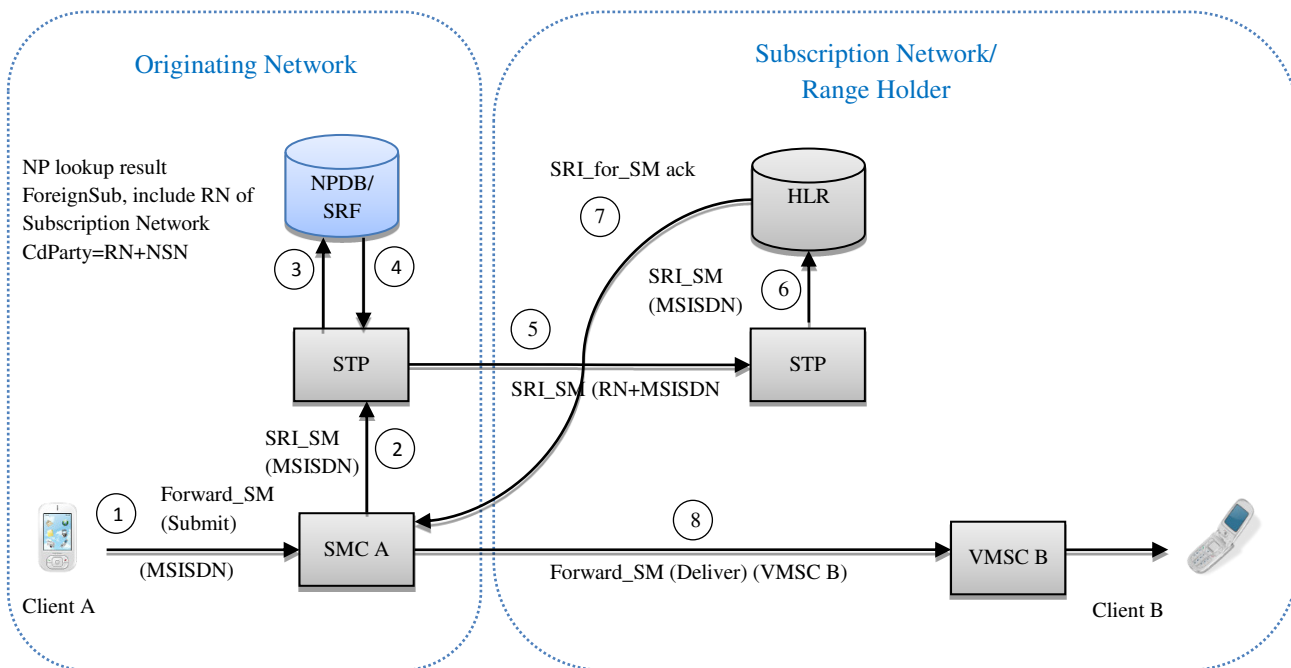 Originating Network
Subscription Network/
Range Holder
NP lookup result
ForeignSub, include RN of
Subscription Network
CdParty=RN+NSN
NPDB/
SRF
3
4
STP
SRI_SM
(MSISDN)
2
1
Forward_SM
(Submit)
(MSISDN)
Client A
SMC A
SRI_for_SM ack
7
HLR
SRI_SM
(MSISDN)
6
5
SRI_SM (RN+MSISDN
STP
8
Forward_SM (Deliver) (VMSC B)
VMSC B
Client B